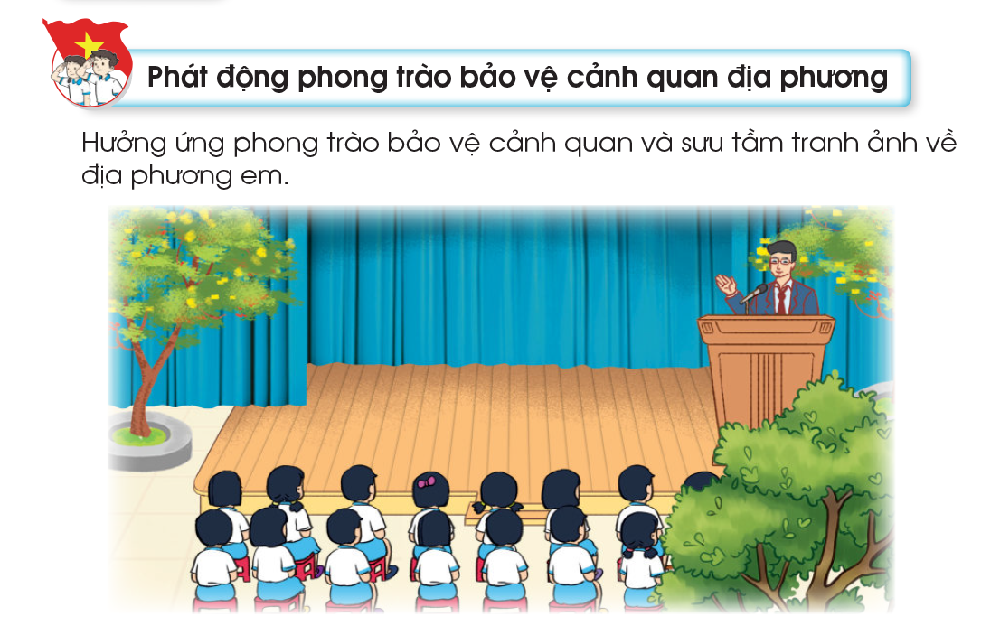 Phát động phong trào bảo vệ cảnh quan địa phương
Hưởng ứng phong trào bảo vệ cảnh quan và sưu tầm tranh ảnh về
địa phương em.